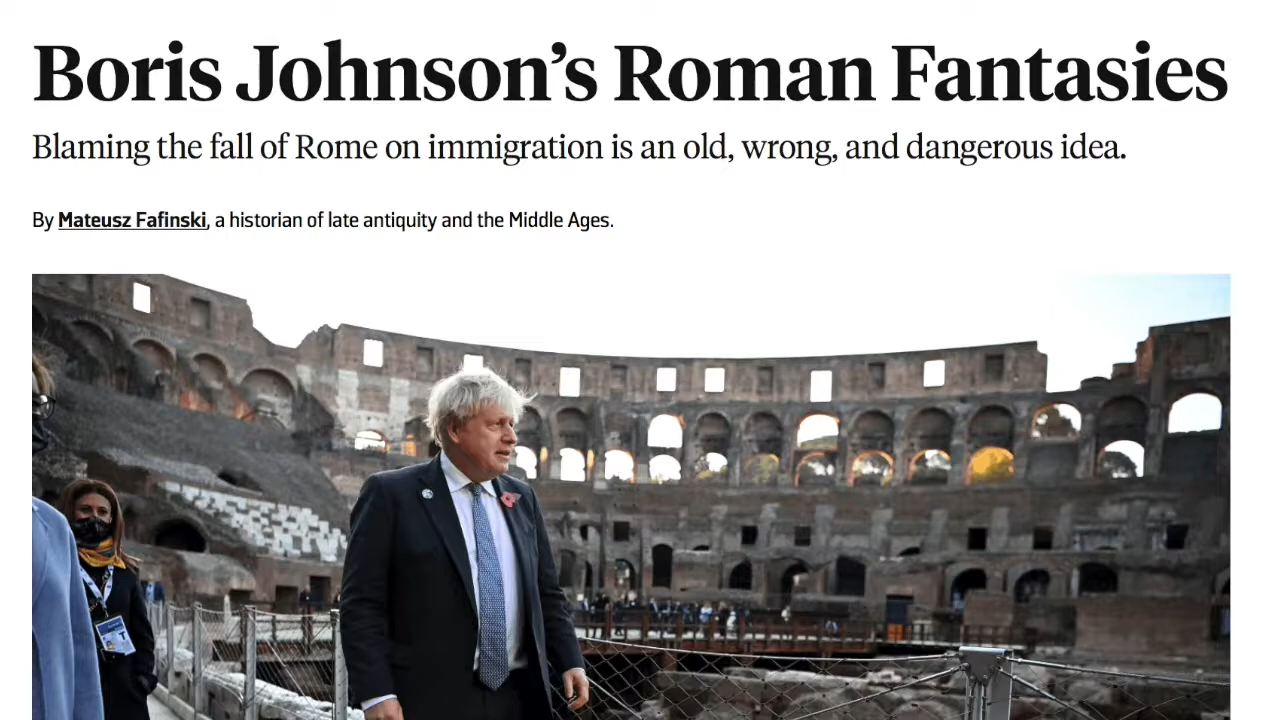 Boris Johnson’s Roman Fantasies
Blaming the fall of Rome on immigration is an old, wrong, and dangerous idea.
By Mateusz Fafinski, a historian of late antiquity and the Middle Ages.
T